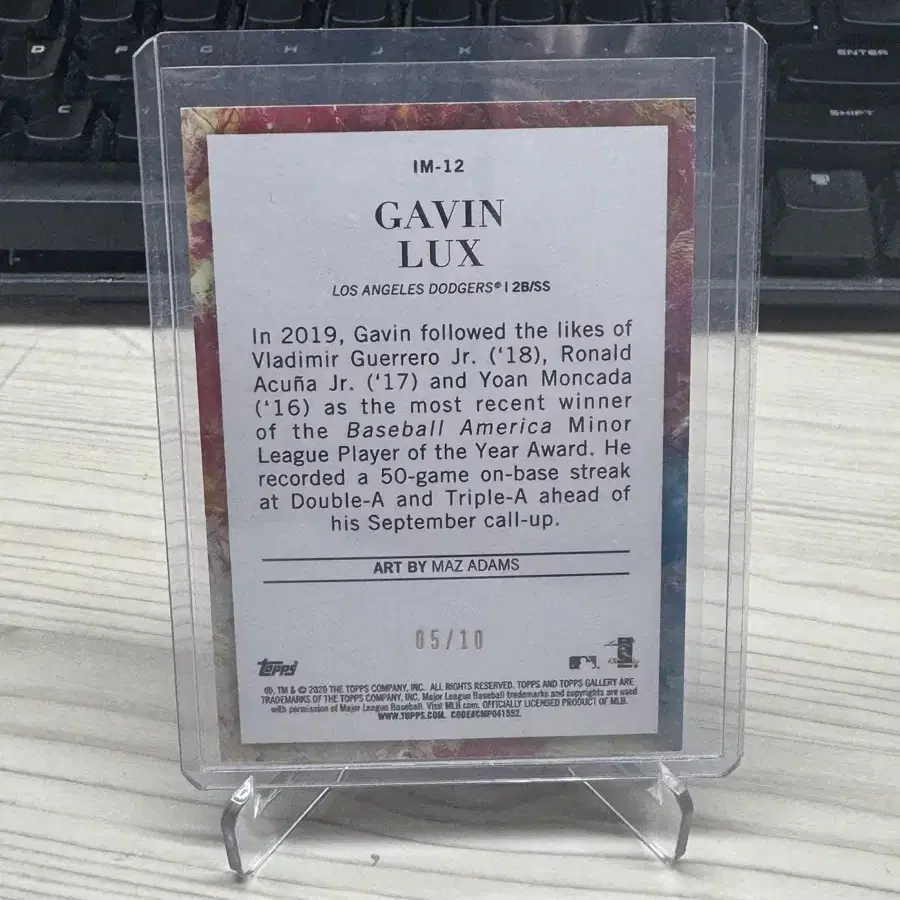 D F G H J K L
ENTER
C
SHIFT
IM-12
GAVIN
LUX
LOS ANGELES DODGERS® | 2B/SS
In 2019, Gavin followed the likes of
Vladimir Guerrero Jr. (‘18), Ronald
Acuña Jr. (‘17) and Yoan Moncada
(‘16) as the most recent winner
of the Baseball America Minor
League Player of the Year Award. He
recorded a 50-game on-base streak
at Double-A and Triple-A ahead of
his September call-up.
ART BY MAZ ADAMS
05/10
topps
®, TM & © 2020 THE TOPPS COMPANY, INC. ALL RIGHTS RESERVED. TOPPS AND TOPPS GALLERY ARE
TRADEMARKS OF THE TOPPS COMPANY, INC. Major League Baseball trademarks and copyrights are used
with permission of Major League Baseball. Visit MLB.com. OFFICIALLY LICENSED PRODUCT OF MLB.
WWW.TOPPS.COM. CODE#CMP041592.